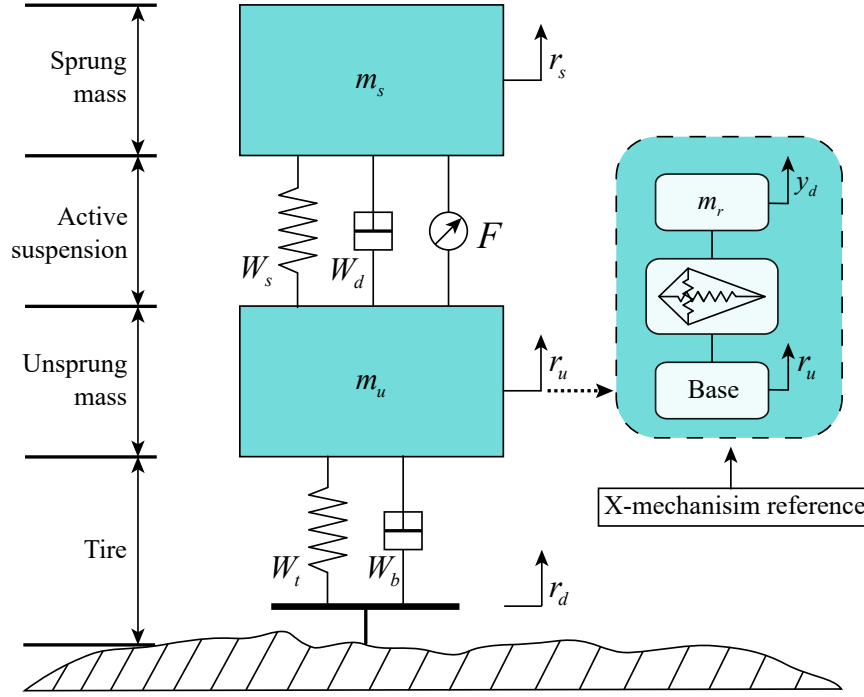 Sprung
mass
Active
suspension
Unsprung
mass
Tire
m_s
r_s
W_s
W_d
F
m_u
r_u
W_t
W_b
r_d
m_r
y_d
Base
r_u
X-mechanisim reference